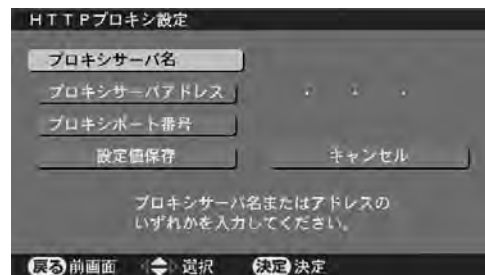 ＨＴＴＰプロキシ設定
プロキシサーバ名
プロキシサーバアドレス . . .
プロキシポート番号
設定値保存 キャンセル
プロキシサーバ名またはアドレスの
いずれかを入力してください。
戻る 前画面 選択 決定 決定